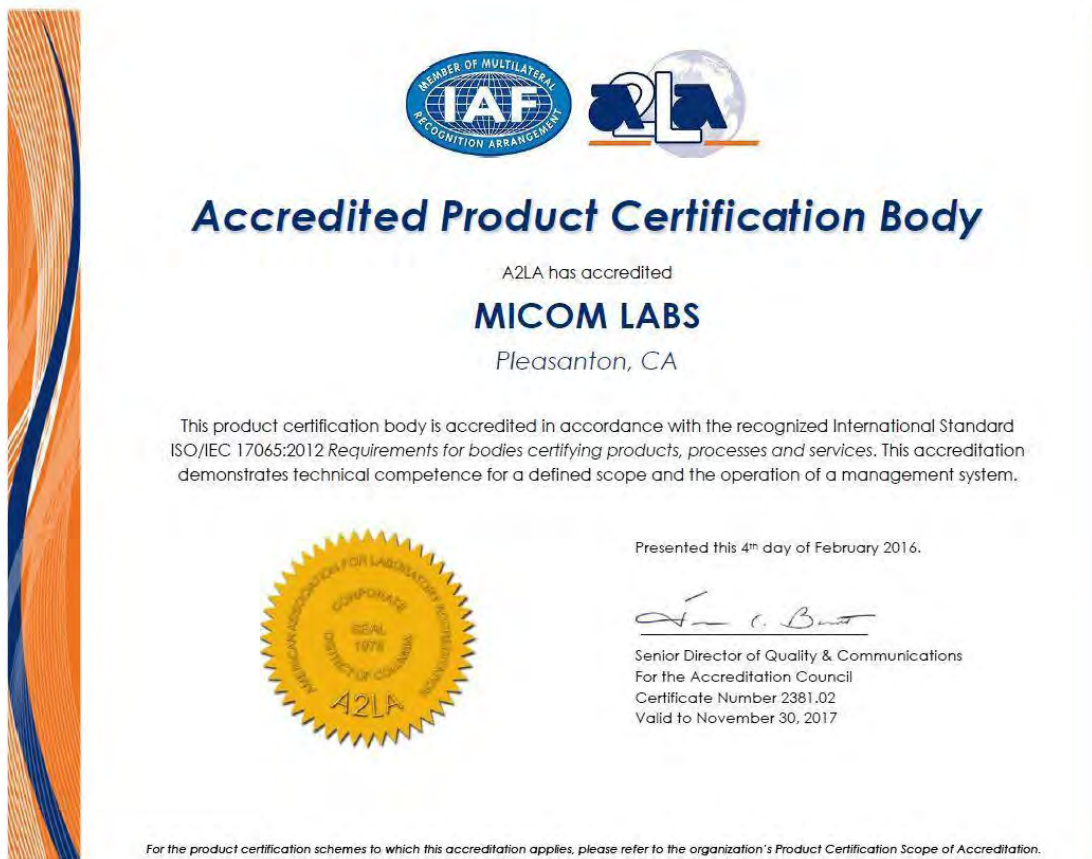 MEMBER OF MULTILATERAL
IAF
RECOGNITION ARRANGEMENT
a2La
Accredited Product Certification Body
A2LA has accredited
MICOM LABS
Pleasanton, CA
This product certification body is accredited in accordance with the recognized International Standard
ISO/IEC 17065:2012 Requirements for bodies certifying products, processes and services. This accreditation
demonstrates technical competence for a defined scope and the operation of a management system.
AMERICAN ASSOCIATION FOR LABORATORY ACCREDITATION
CORPORATE
SEAL
1978
DISTRICT OF COLUMBIA
A2LA
Presented this 4th day of February 2016.
Senior Director of Quality & Communications
For the Accreditation Council
Certificate Number 2381.02
Valid to November 30, 2017
For the product certification schemes to which this accreditation applies, please refer to the organization's Product Certification Scope of Accreditation.